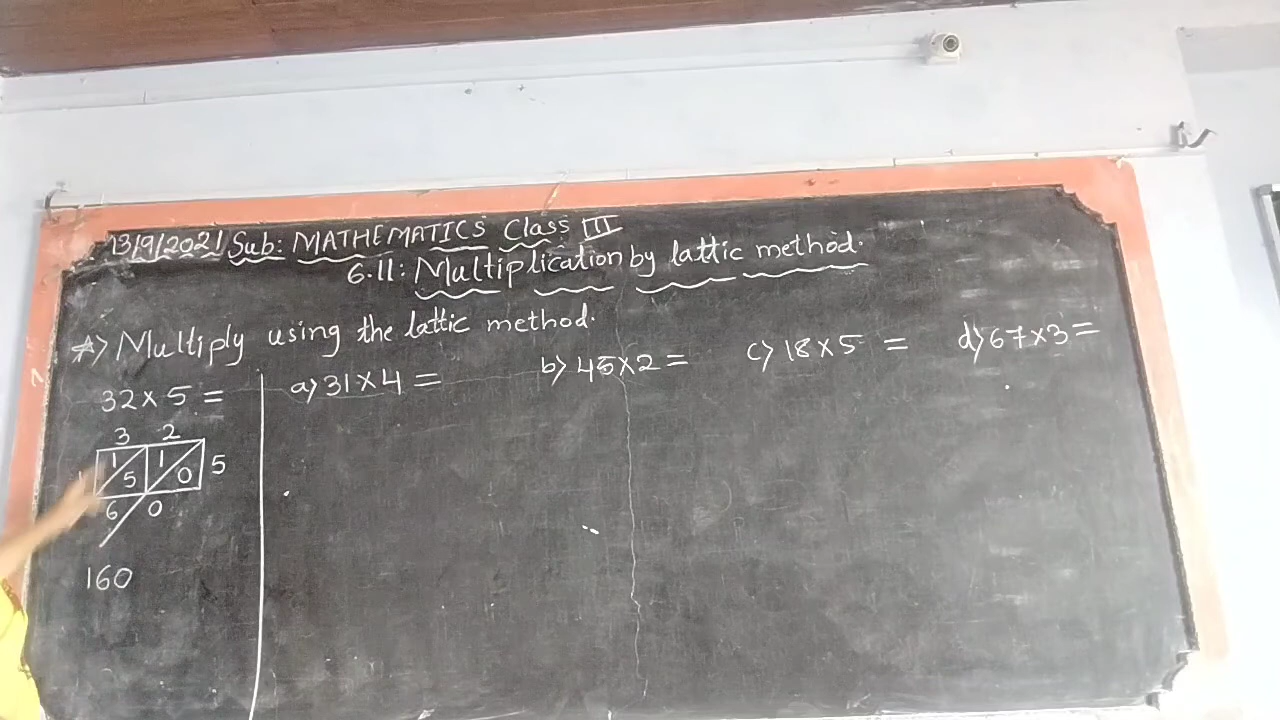 13/9/2021 Sub: MATHEMATICS Class III
6.11: Multiplication by lattic method.
A) Multiply using the lattic method.
32 x 5 =
a) 31 x 4 =
b) 45 x 2 =
c) 18 x 5 =
d) 67 x 3 =
3 2
1 1 5
1 5 0
6 0
160